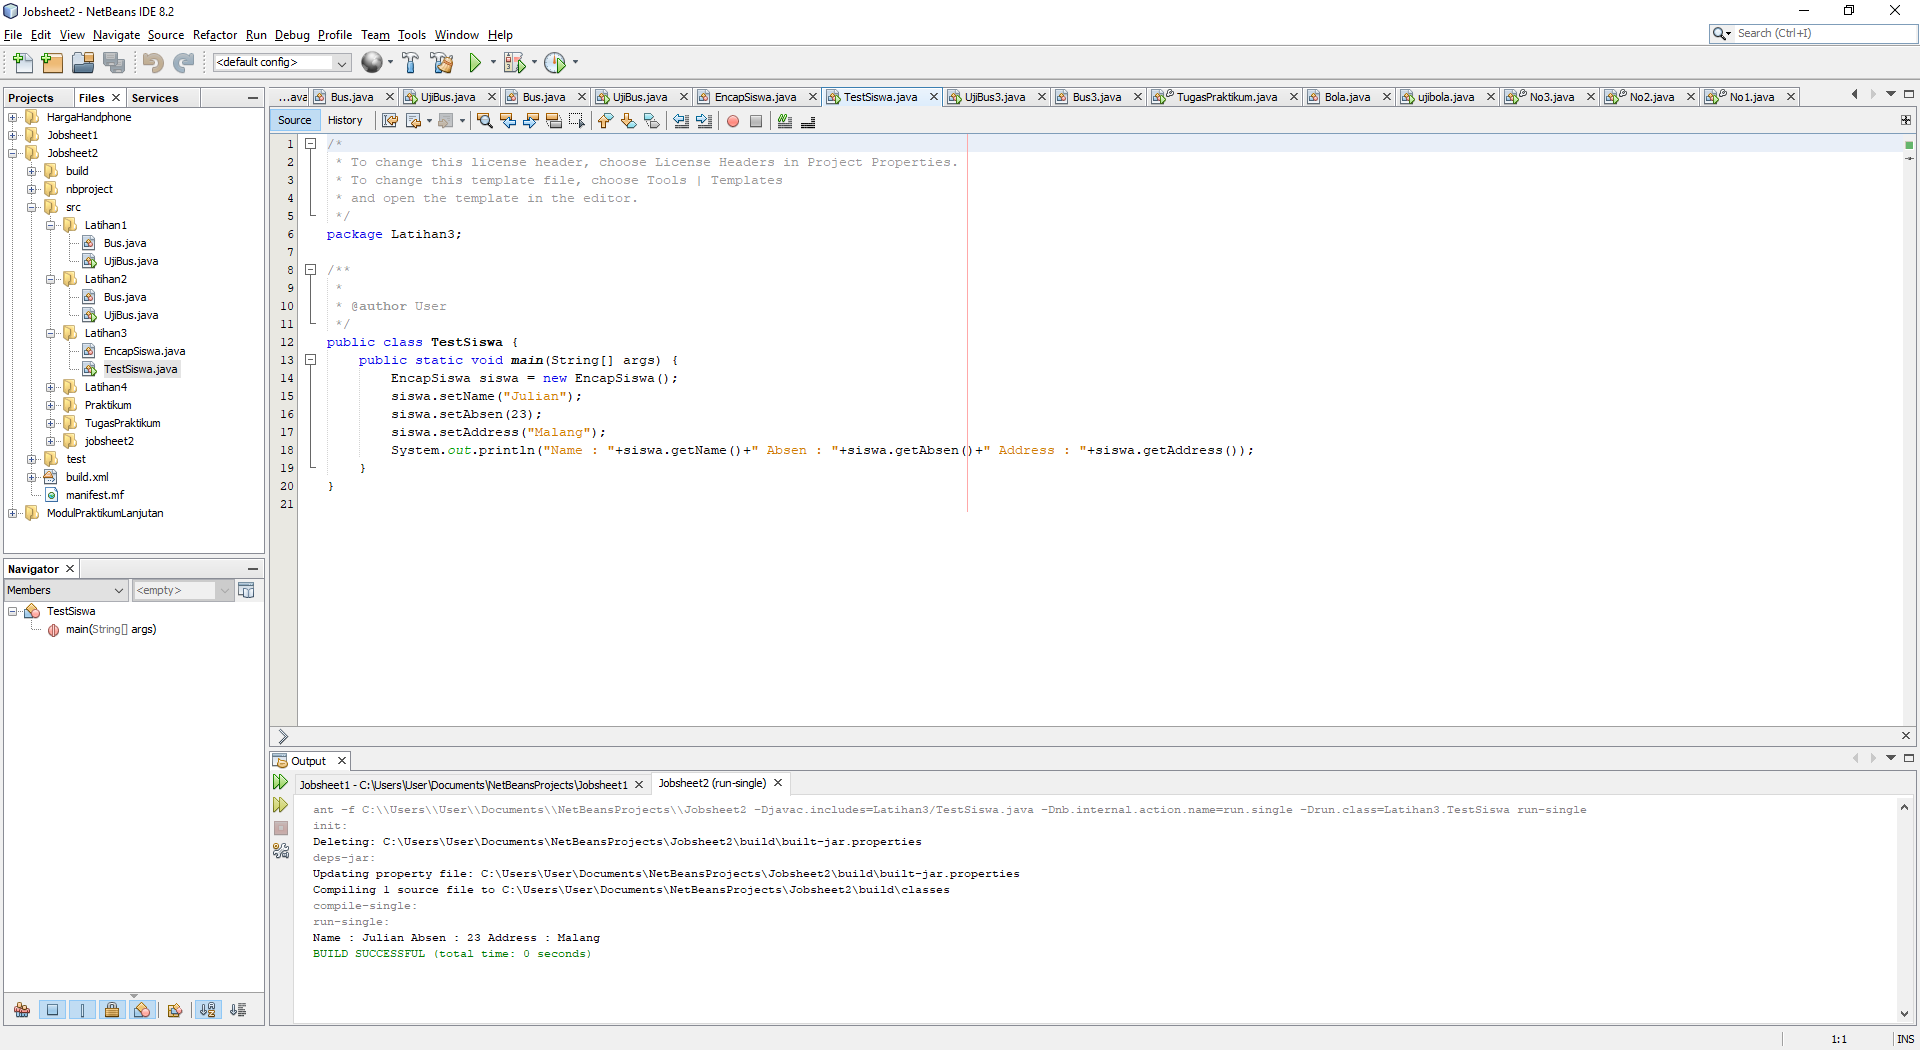 Jobsheet2 - NetBeans IDE 8.2
File Edit View Navigate Source Refactor Run Debug Profile Team Tools Window Help
Search (Ctrl+I)
<default config>
Projects Files Services
...ava Bus.java UjiBus.java Bus.java UjiBus.java EncapSiswa.java TestSiswa.java UjiBus3.java Bus3.java TugasPraktikum.java Bola.java ujibola.java No3.java No2.java No1.java
Source History
HargaHandphone
Jobsheet1
Jobsheet2
build
nbproject
src
Latihan1
Bus.java
UjiBus.java
Latihan2
Bus.java
UjiBus.java
Latihan3
EncapSiswa.java
TestSiswa.java
Latihan4
Praktikum
TugasPraktikum
jobsheet2
test
build.xml
manifest.mf
ModulPraktikumLanjutan
Navigator
Members <empty>
TestSiswa
main(String[] args)
1 /*
2 * To change this license header, choose License Headers in Project Properties.
3 * To change this template file, choose Tools | Templates
4 * and open the template in the editor.
5 */
6 package Latihan3;
7
8 /**
9 *
10 * @author User
11 */
12 public class TestSiswa {
13 public static void main(String[] args) {
14 EncapSiswa siswa = new EncapSiswa();
15 siswa.setName("Julian");
16 siswa.setAbsen(23);
17 siswa.setAddress("Malang");
18 System.out.println("Name : "+siswa.getName()+" Absen : "+siswa.getAbsen()+" Address : "+siswa.getAddress());
19 }
20 }
21
Output
Jobsheet1 - C:\Users\User\Documents\NetBeansProjects\Jobsheet1 Jobsheet2 (run-single)
ant -f C:\\Users\\User\\Documents\\NetBeansProjects\\Jobsheet2 -Djavac.includes=Latihan3/TestSiswa.java -Dnb.internal.action.name=run.single -Drun.class=Latihan3.TestSiswa run-single
init:
Deleting: C:\Users\User\Documents\NetBeansProjects\Jobsheet2\build\built-jar.properties
deps-jar:
Updating property file: C:\Users\User\Documents\NetBeansProjects\Jobsheet2\build\built-jar.properties
Compiling 1 source file to C:\Users\User\Documents\NetBeansProjects\Jobsheet2\build\classes
compile-single:
run-single:
Name : Julian Absen : 23 Address : Malang
BUILD SUCCESSFUL (total time: 0 seconds)
1:1 INS